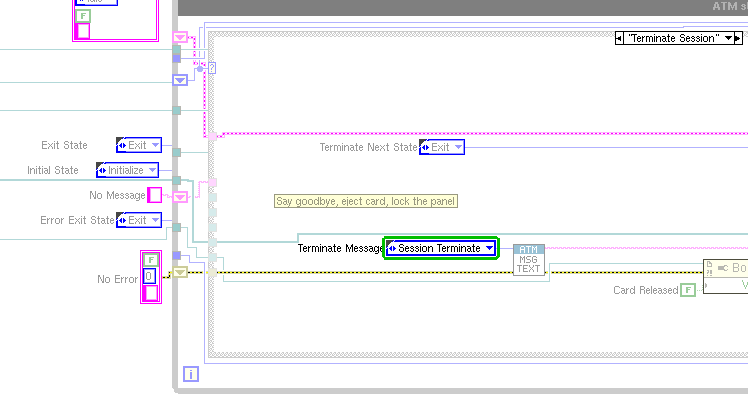 ATM s
F
"Terminate Session"
?
Exit State
Exit
Terminate Next State
Exit
Initial State
Initialize
No Message
Say goodbye, eject card, lock the panel
Error Exit State
Exit
Terminate Message
Session Terminate
ATM
MSG
TEXT
No Error
F
0
Card Released
F
?!
Bo
V
i